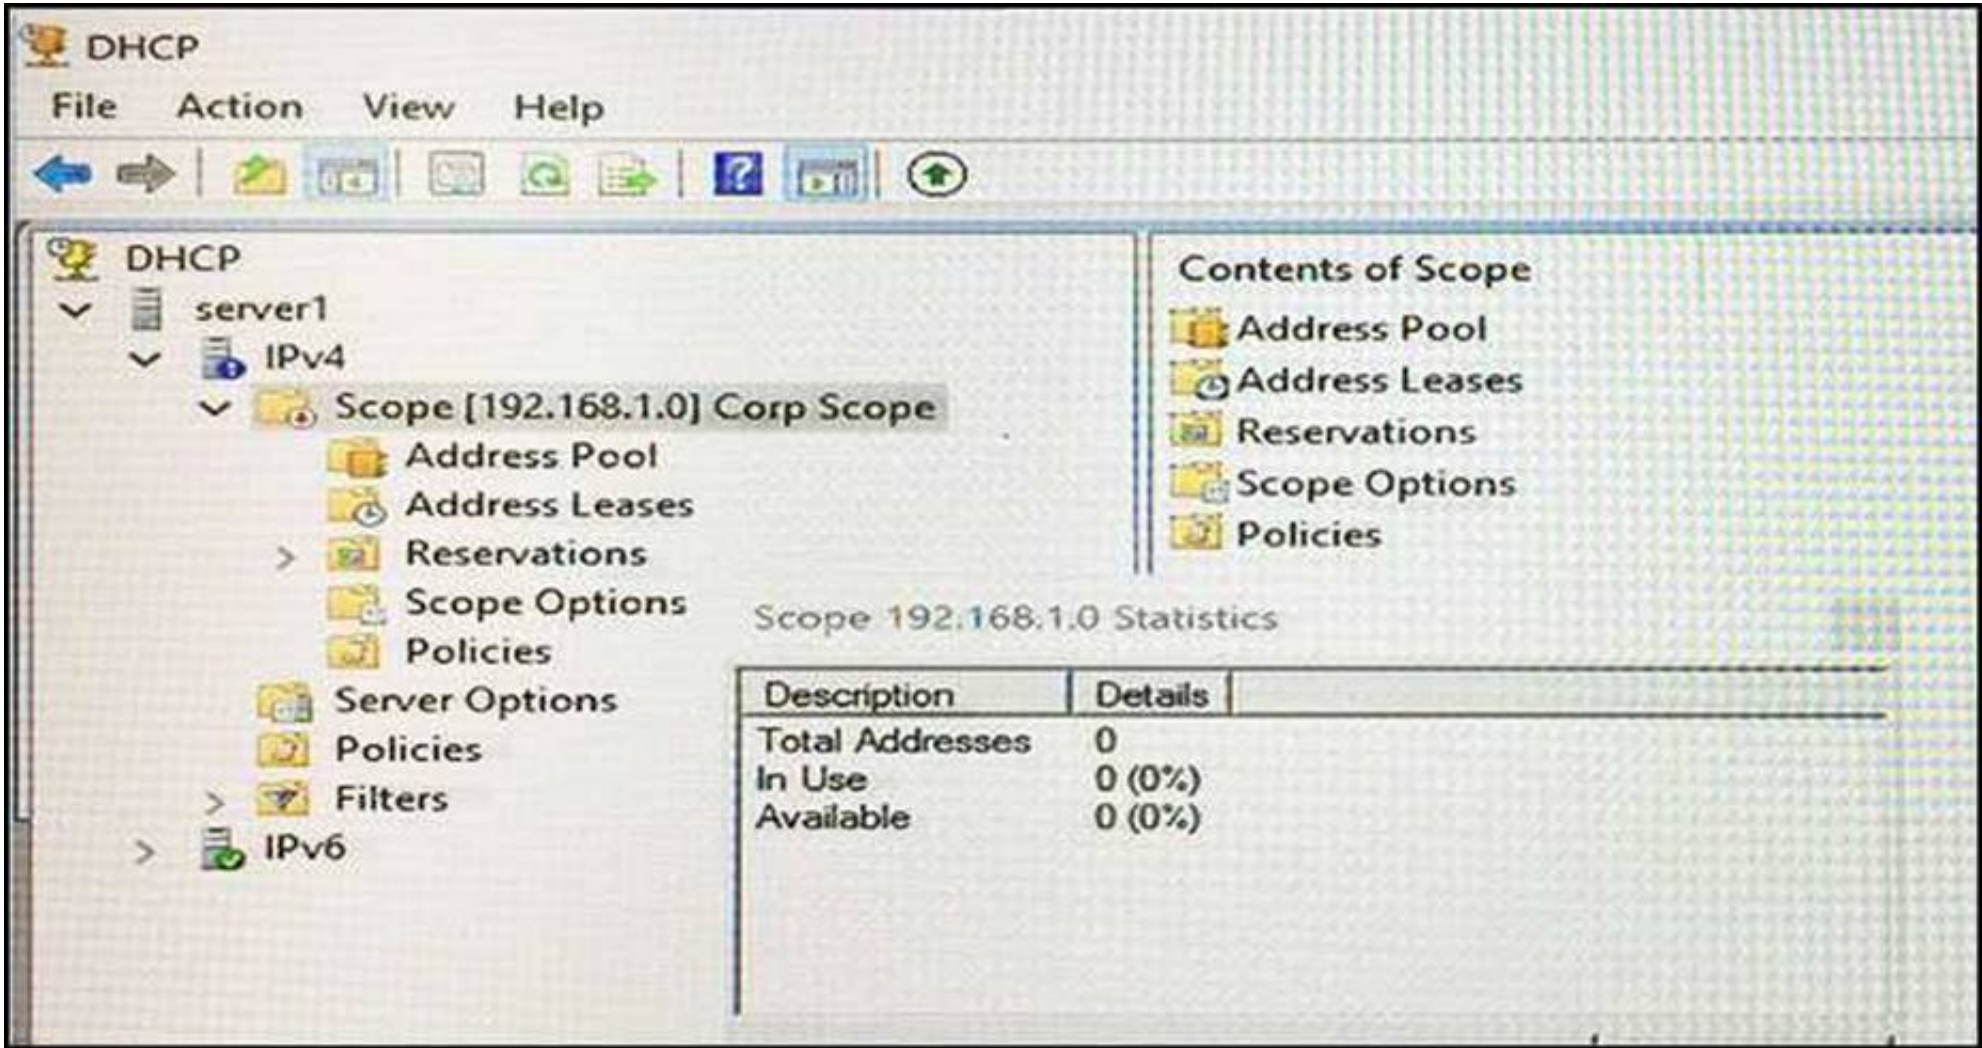 DHCP
File Action View Help
DHCP
server1
IPv4
Scope [192.168.1.0] Corp Scope
Address Pool
Address Leases
Reservations
Scope Options
Policies
Server Options
Policies
Filters
IPv6
Contents of Scope
Address Pool
Address Leases
Reservations
Scope Options
Policies
Scope 192.168.1.0 Statistics
Description Details
Total Addresses 0
In Use 0 (0%)
Available 0 (0%)